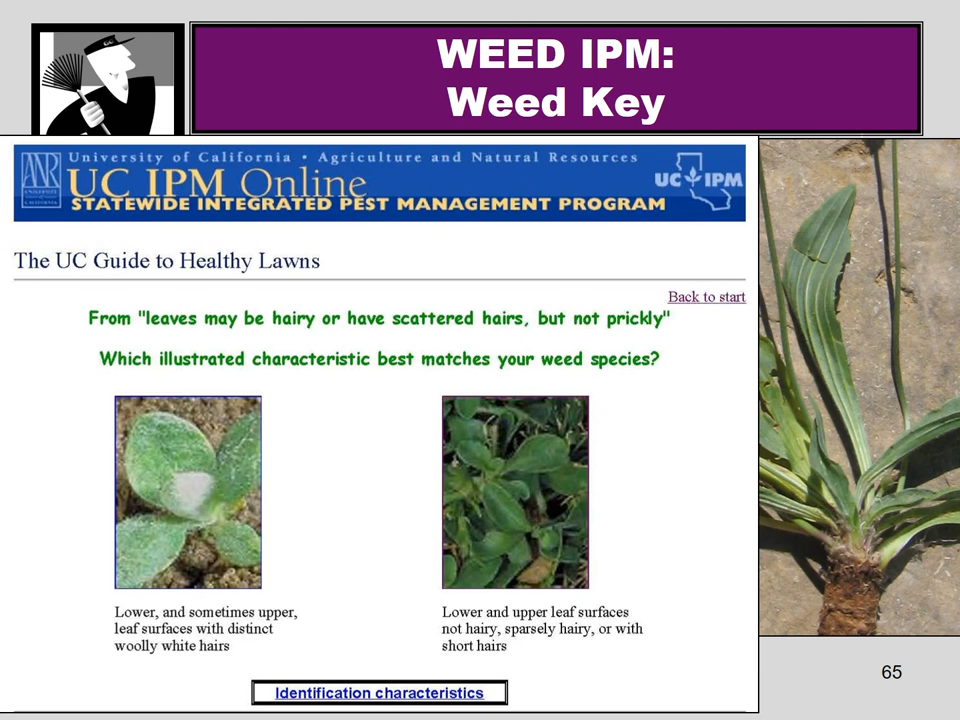 WEED IPM:
Weed Key
University of California • Agriculture and Natural Resources
ANR
UC IPM Online
STATEWIDE INTEGRATED PEST MANAGEMENT PROGRAM
UC IPM
The UC Guide to Healthy Lawns
Back to start
From "leaves may be hairy or have scattered hairs, but not prickly"
Which illustrated characteristic best matches your weed species?
Lower, and sometimes upper,
leaf surfaces with distinct
woolly white hairs
Lower and upper leaf surfaces
not hairy, sparsely hairy, or with
short hairs
Identification characteristics
65